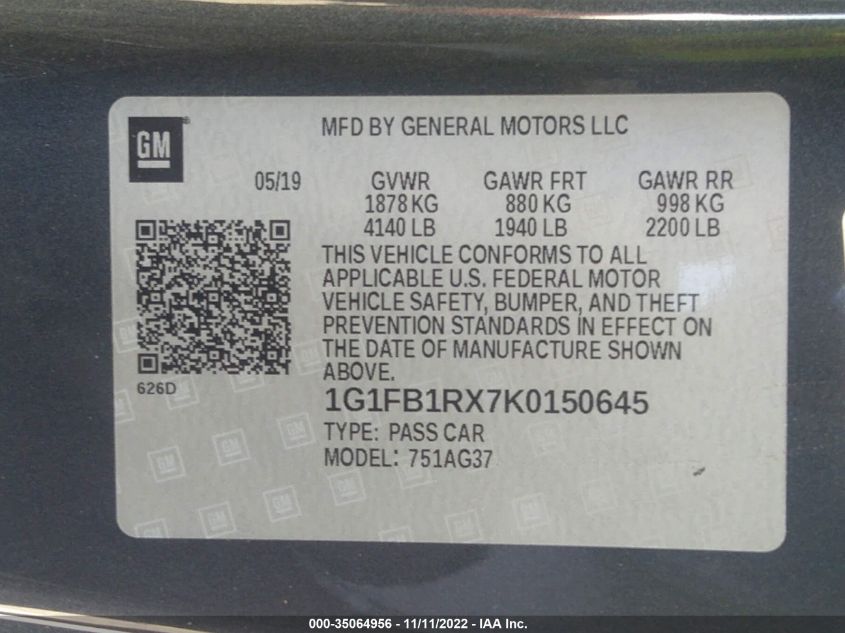 GM
MFD BY GENERAL MOTORS LLC
05/19 GVWR GAWR FRT GAWR RR
1878 KG 880 KG 998 KG
4140 LB 1940 LB 2200 LB
THIS VEHICLE CONFORMS TO ALL
APPLICABLE U.S. FEDERAL MOTOR
VEHICLE SAFETY, BUMPER, AND THEFT
PREVENTION STANDARDS IN EFFECT ON
THE DATE OF MANUFACTURE SHOWN
ABOVE.
626D
1G1FB1RX7K0150645
TYPE: PASS CAR
MODEL: 751AG37
000-35064956 - 11/11/2022 - IAA Inc.